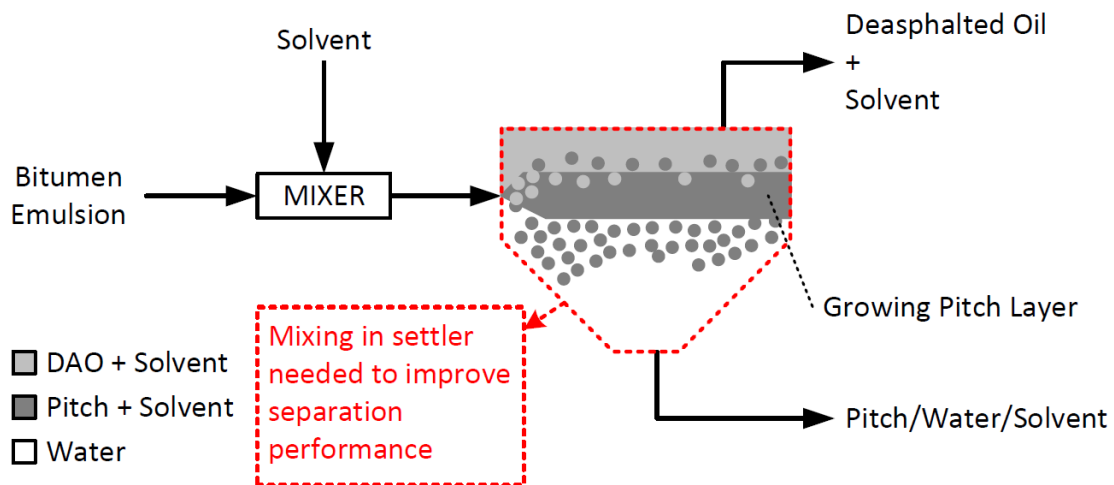 Solvent
Deasphalted Oil
+
Solvent
Bitumen
Emulsion
MIXER
Growing Pitch Layer
Mixing in settler
needed to improve
separation
performance
DAO + Solvent
Pitch + Solvent
Water
Pitch/Water/Solvent